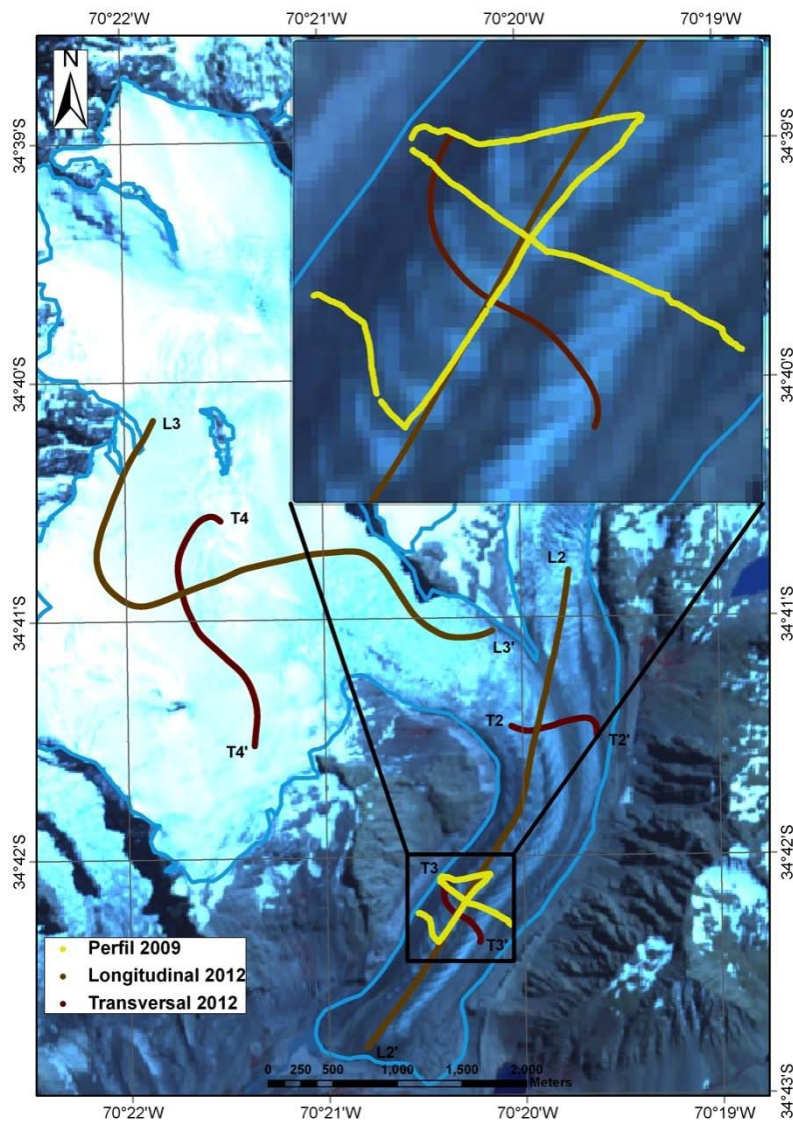 70°22'W 70°21'W 70°20'W 70°19'W
N
34°39'S 34°39'S
34°40'S 34°40'S
L3
T4
L2
34°41'S 34°41'S
L3'
T2
T2'
T4'
34°42'S 34°42'S
T3
T3'
Perfil 2009
Longitudinal 2012
Transversal 2012
L2'
0 250 500 1,000 1,500 2,000
Meters
34°43'S
70°22'W 70°21'W 70°20'W 70°19'W